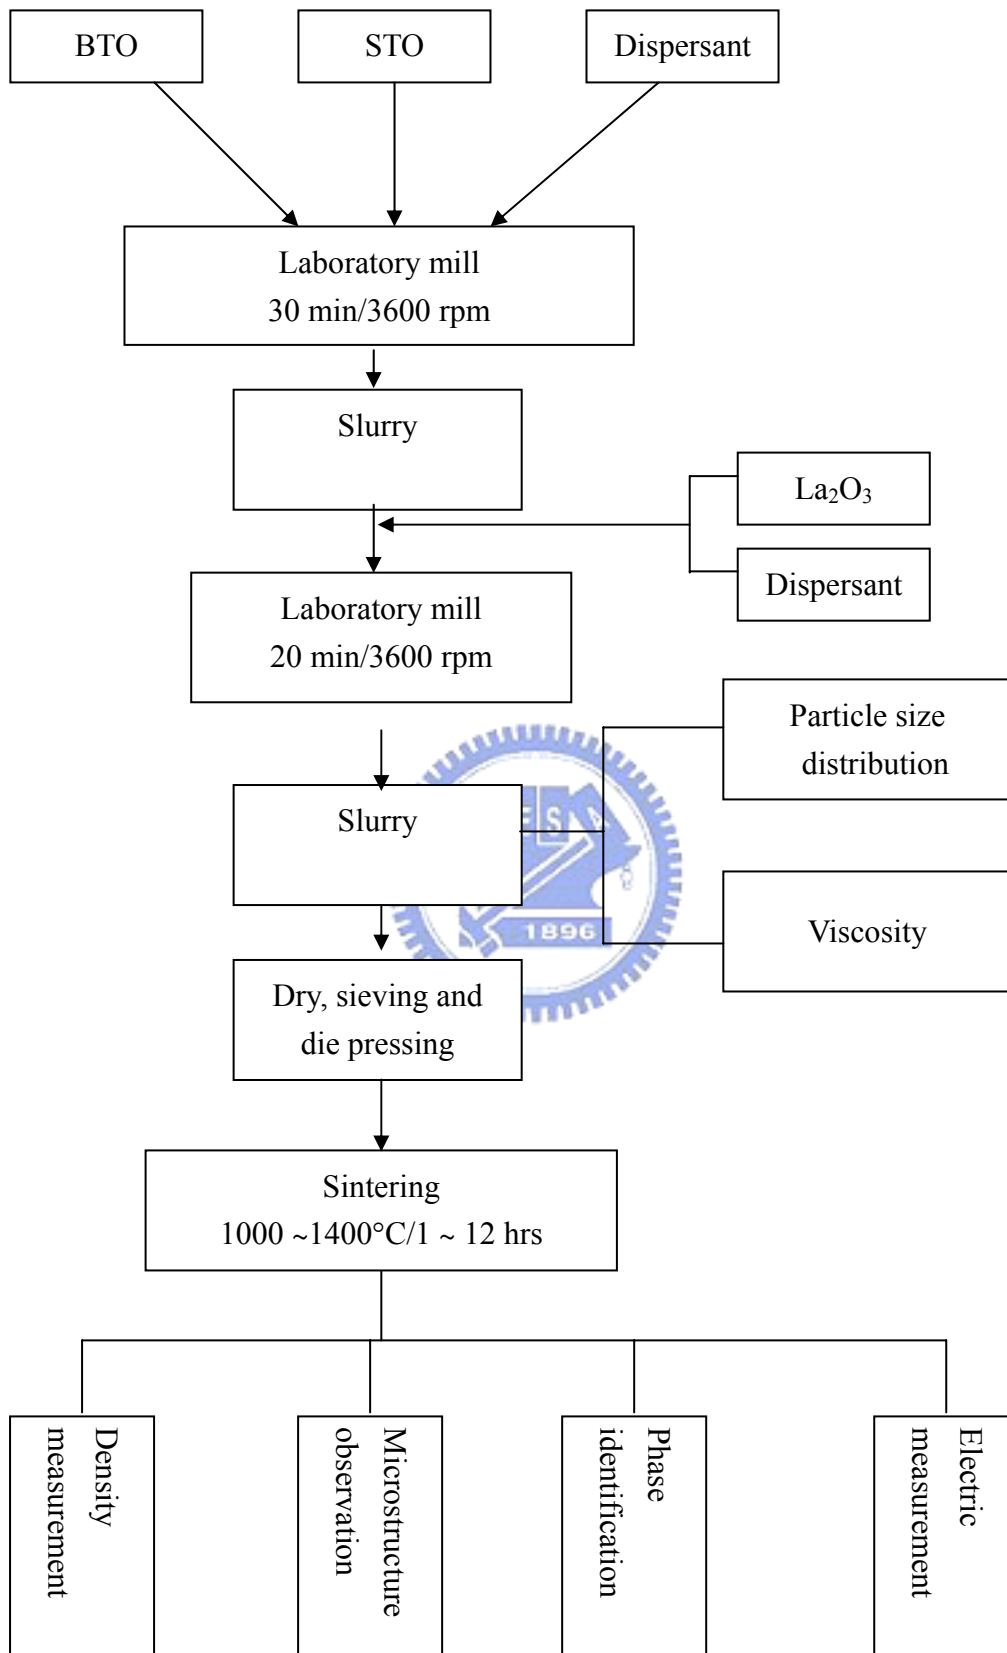 BTO
STO
Dispersant
Laboratory mill
30 min/3600 rpm
Slurry
La₂O₃
Dispersant
Laboratory mill
20 min/3600 rpm
Particle size
distribution
Slurry
E S A
1896
Viscosity
Dry, sieving and
die pressing
Sintering
1000 ~1400°C/1 ~ 12 hrs
Density
measurement
Microstructure
observation
Phase
identification
Electric
measurement